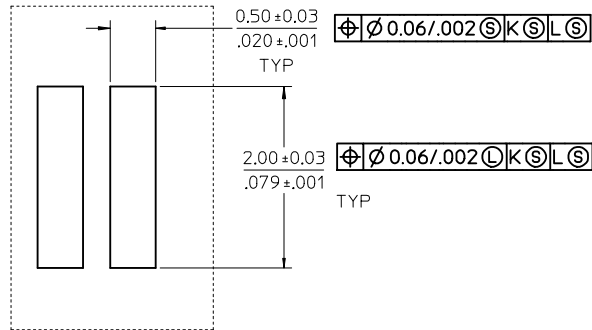 0.50 ±0.03
.020 ±.001
TYP
⌖ Ø 0.06/.002 Ⓢ K Ⓢ L Ⓢ
2.00 ±0.03
.079 ±.001
⌖ Ø 0.06/.002 Ⓛ K Ⓢ L Ⓢ
TYP